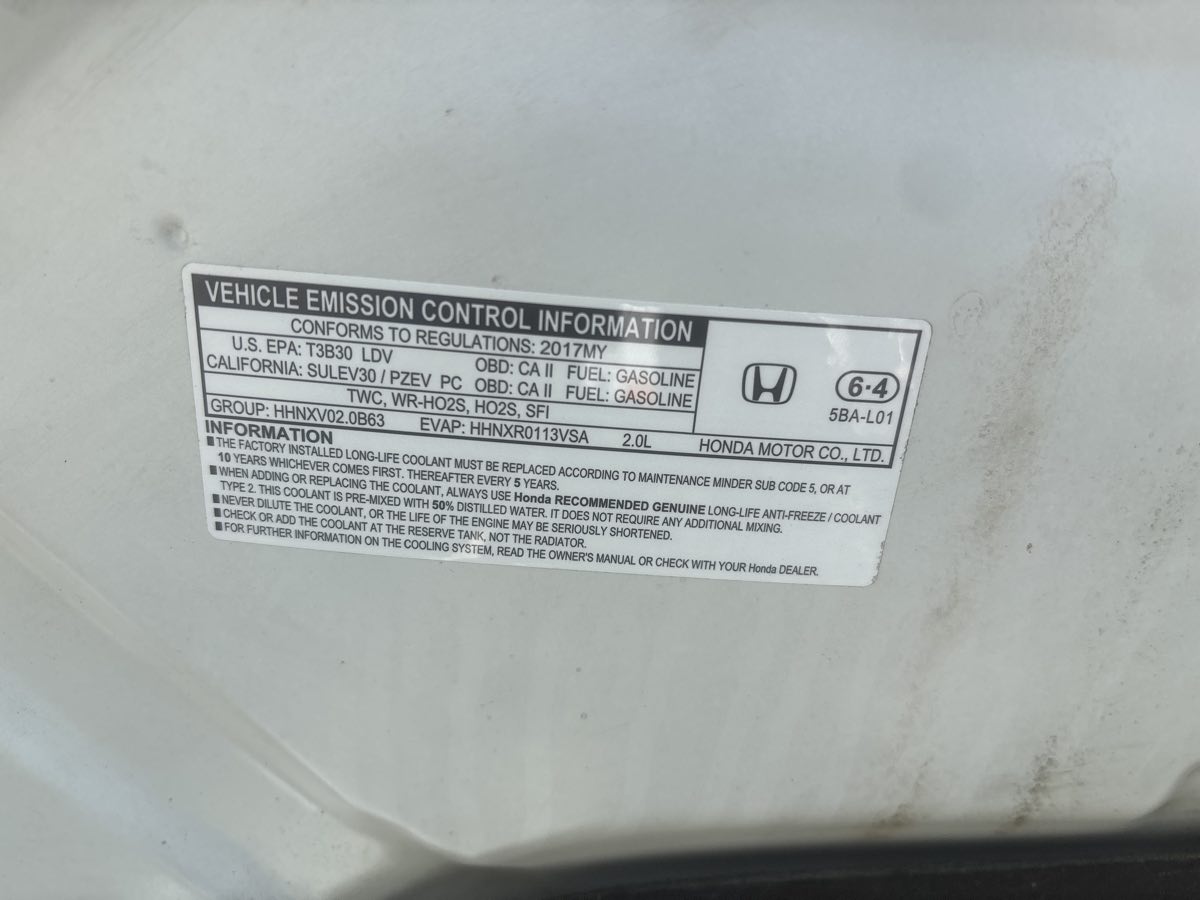 VEHICLE EMISSION CONTROL INFORMATION
CONFORMS TO REGULATIONS: 2017MY
U.S. EPA: T3B30 LDV OBD: CA II FUEL: GASOLINE
CALIFORNIA: SULEV30 / PZEV PC OBD: CA II FUEL: GASOLINE
TWC, WR-HO2S, HO2S, SFI
6·4
5BA-L01
GROUP: HHNXV02.0B63 EVAP: HHNXR0113VSA 2.0L HONDA MOTOR CO., LTD.
INFORMATION
■ THE FACTORY INSTALLED LONG-LIFE COOLANT MUST BE REPLACED ACCORDING TO MAINTENANCE MINDER SUB CODE 5, OR AT
10 YEARS WHICHEVER COMES FIRST. THEREAFTER EVERY 5 YEARS.
■ WHEN ADDING OR REPLACING THE COOLANT, ALWAYS USE Honda RECOMMENDED GENUINE LONG-LIFE ANTI-FREEZE / COOLANT
TYPE 2. THIS COOLANT IS PRE-MIXED WITH 50% DISTILLED WATER. IT DOES NOT REQUIRE ANY ADDITIONAL MIXING.
■ NEVER DILUTE THE COOLANT, OR THE LIFE OF THE ENGINE MAY BE SERIOUSLY SHORTENED.
■ CHECK OR ADD THE COOLANT AT THE RESERVE TANK, NOT THE RADIATOR.
■ FOR FURTHER INFORMATION ON THE COOLING SYSTEM, READ THE OWNER'S MANUAL OR CHECK WITH YOUR Honda DEALER.